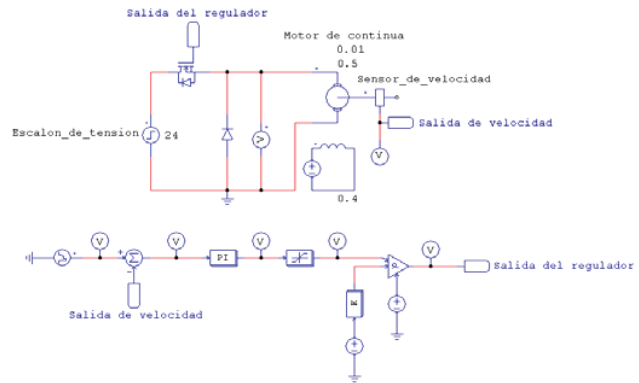 Salida del regulador
Motor de continua
0.01
0.5
Sensor_de_velocidad
Escalon_de_tension
24
V
Salida de velocidad
V
0.4
V
V
V
V
V
PI
Salida del regulador
K
Salida de velocidad